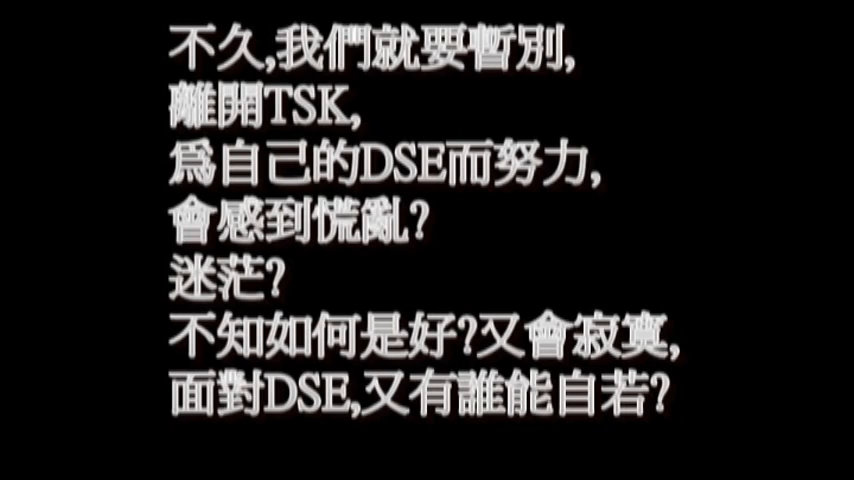 不久,我們就要暫別,
離開TSK,
為自己的DSE而努力,
會感到慌亂?
迷茫?
不知如何是好?又會寂寞,
面對DSE,又有誰能自若?